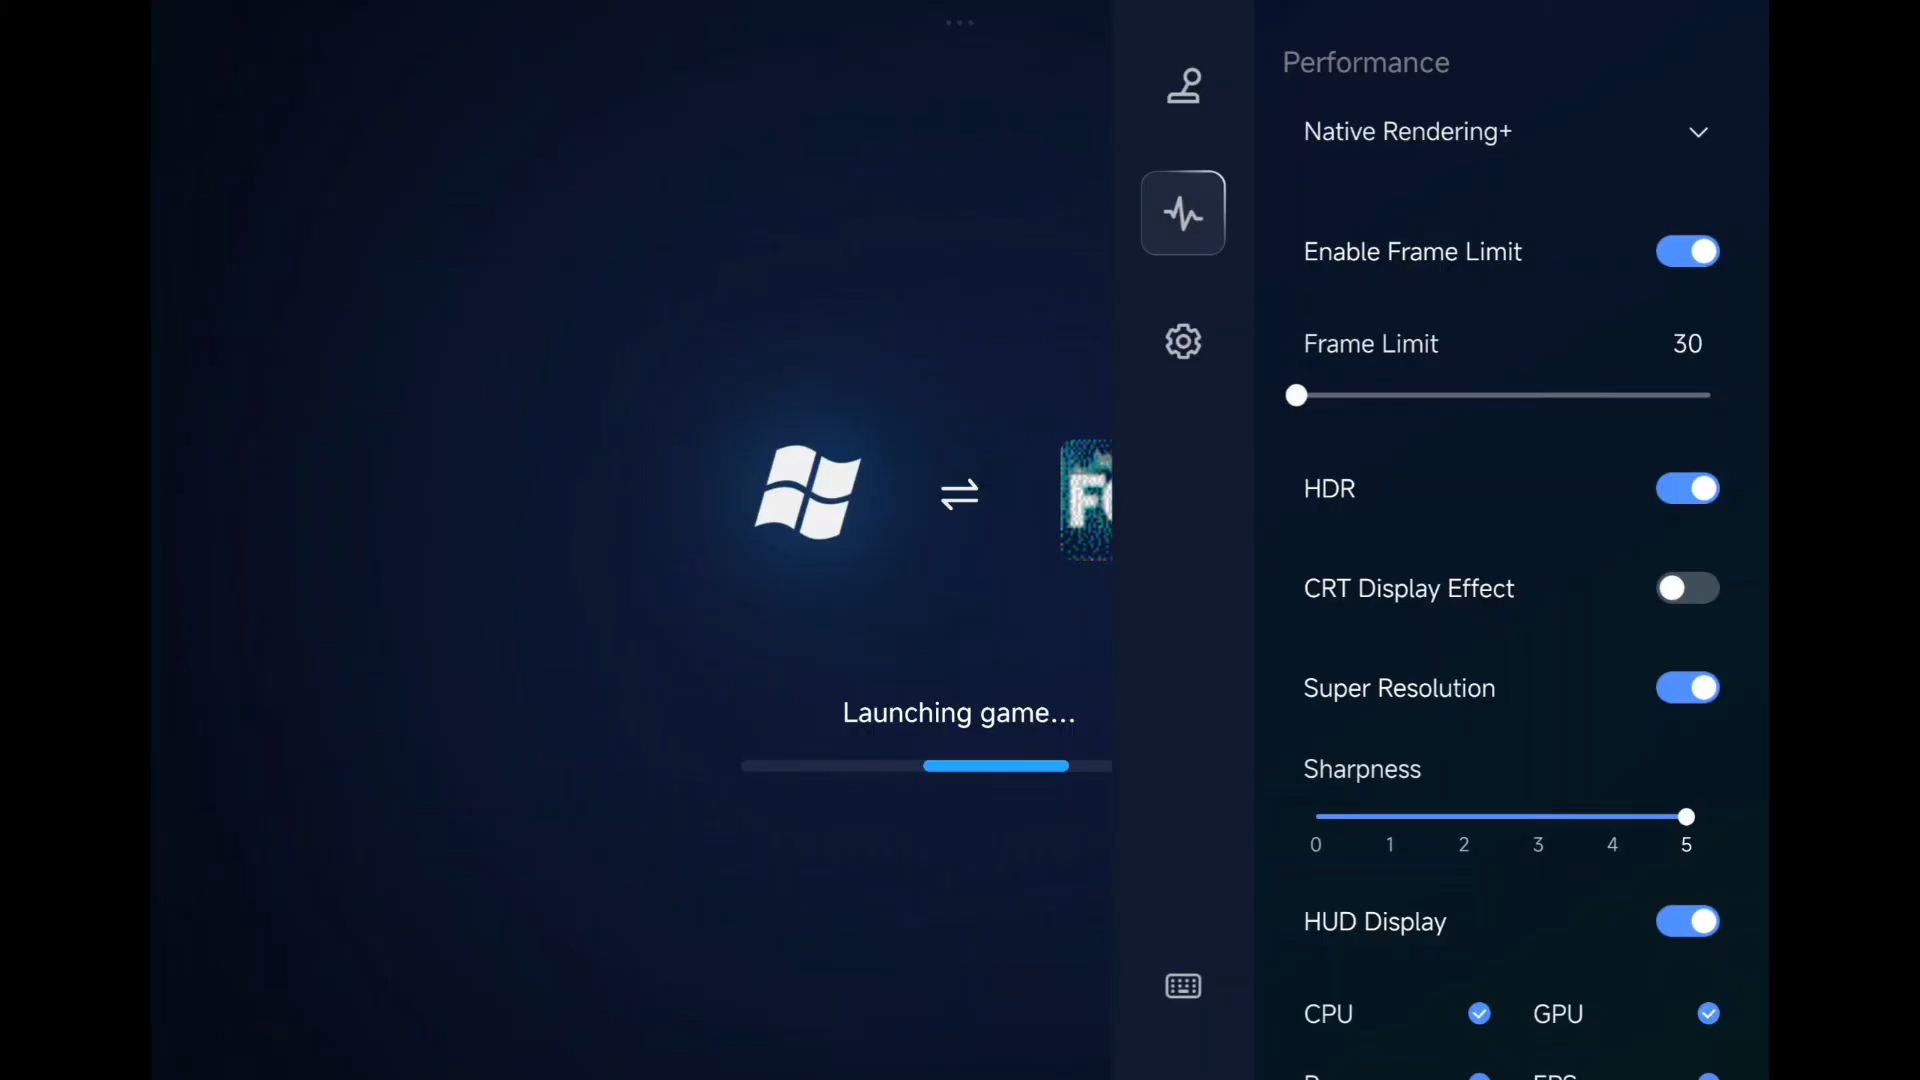 Performance
Native Rendering+
Enable Frame Limit
Frame Limit 30
HDR
CRT Display Effect
Super Resolution
Launching game...
Sharpness
0 1 2 3 4 5
HUD Display
CPU GPU